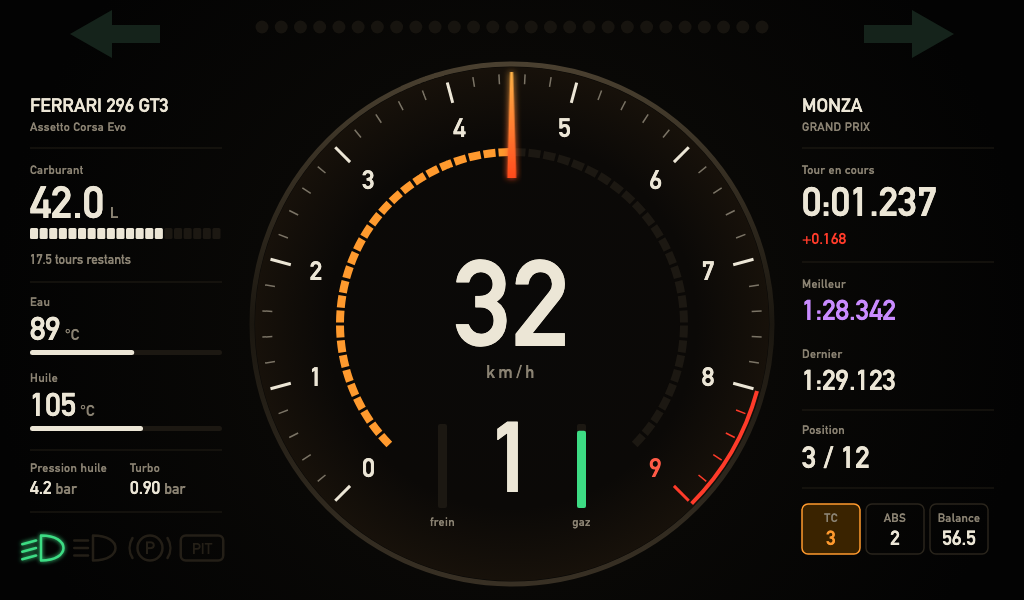 FERRARI 296 GT3
Assetto Corsa Evo
Carburant
42.0 L
17.5 tours restants
Eau
89 °C
Huile
105 °C
Pression huile
4.2 bar
Turbo
0.90 bar
P
PIT
0
1
2
3
4
5
6
7
8
9
32
km/h
1
frein
gaz
MONZA
GRAND PRIX
Tour en cours
0:01.237
+0.168
Meilleur
1:28.342
Dernier
1:29.123
Position
3 / 12
TC
3
ABS
2
Balance
56.5